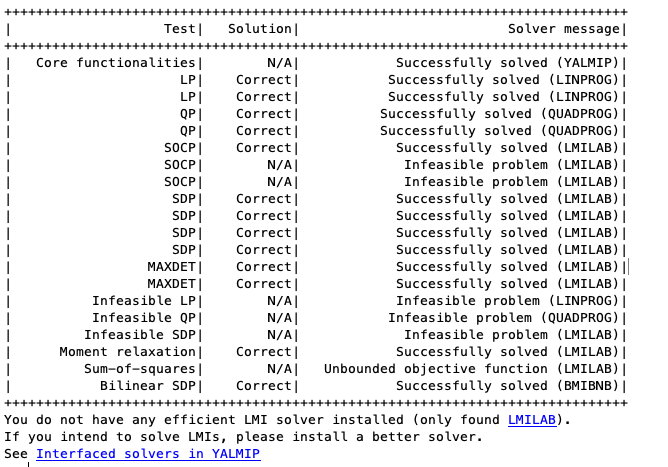 ++++++++++++++++++++++++++++++++++++++++++++++++++++++++++++++++++++++++++++++
|                   Test|   Solution|                          Solver message|
++++++++++++++++++++++++++++++++++++++++++++++++++++++++++++++++++++++++++++++
|   Core functionalities|        N/A|            Successfully solved (YALMIP)|
|                     LP|    Correct|           Successfully solved (LINPROG)|
|                     LP|    Correct|           Successfully solved (LINPROG)|
|                     QP|    Correct|          Successfully solved (QUADPROG)|
|                     QP|    Correct|          Successfully solved (QUADPROG)|
|                   SOCP|    Correct|            Successfully solved (LMILAB)|
|                   SOCP|        N/A|             Infeasible problem (LMILAB)|
|                   SOCP|        N/A|             Infeasible problem (LMILAB)|
|                    SDP|    Correct|            Successfully solved (LMILAB)|
|                    SDP|    Correct|            Successfully solved (LMILAB)|
|                    SDP|    Correct|            Successfully solved (LMILAB)|
|                    SDP|    Correct|            Successfully solved (LMILAB)|
|                 MAXDET|    Correct|            Successfully solved (LMILAB)|
|                 MAXDET|    Correct|            Successfully solved (LMILAB)|
|          Infeasible LP|        N/A|            Infeasible problem (LINPROG)|
|          Infeasible QP|        N/A|           Infeasible problem (QUADPROG)|
|         Infeasible SDP|        N/A|             Infeasible problem (LMILAB)|
|      Moment relaxation|    Correct|            Successfully solved (LMILAB)|
|         Sum-of-squares|        N/A|   Unbounded objective function (LMILAB)|
|           Bilinear SDP|    Correct|            Successfully solved (BMIBNB)|
++++++++++++++++++++++++++++++++++++++++++++++++++++++++++++++++++++++++++++++
You do not have any efficient LMI solver installed (only found LMILAB).
If you intend to solve LMIs, please install a better solver.
See Interfaced solvers in YALMIP